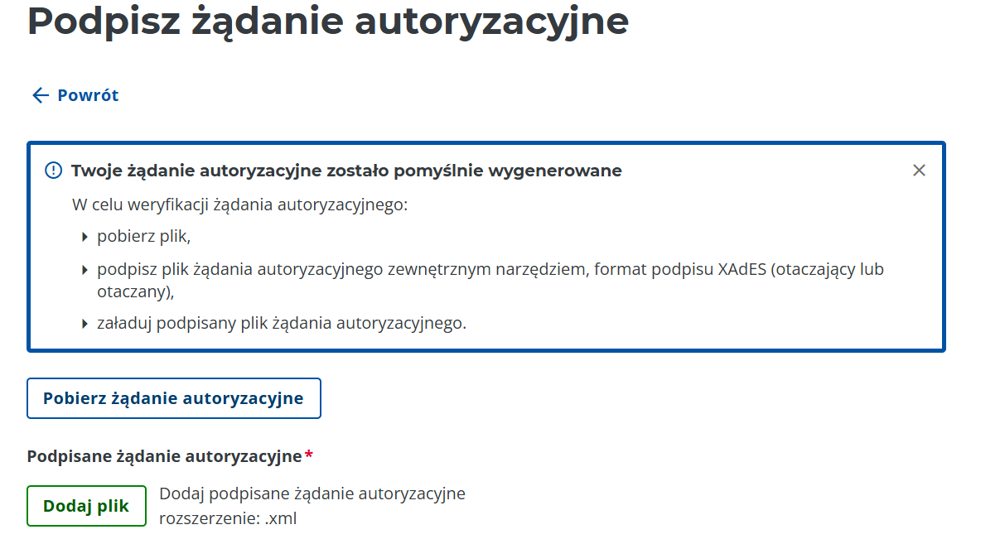 Podpisz żądanie autoryzacyjne
Powrót
Twoje żądanie autoryzacyjne zostało pomyślnie wygenerowane
W celu weryfikacji żądania autoryzacyjnego:
pobierz plik,
podpisz plik żądania autoryzacyjnego zewnętrznym narzędziem, format podpisu XAdES (otaczający lub
otaczany),
załaduj podpisany plik żądania autoryzacyjnego.
Pobierz żądanie autoryzacyjne
Podpisane żądanie autoryzacyjne*
Dodaj plik
Dodaj podpisane żądanie autoryzacyjne
rozszerzenie: .xml